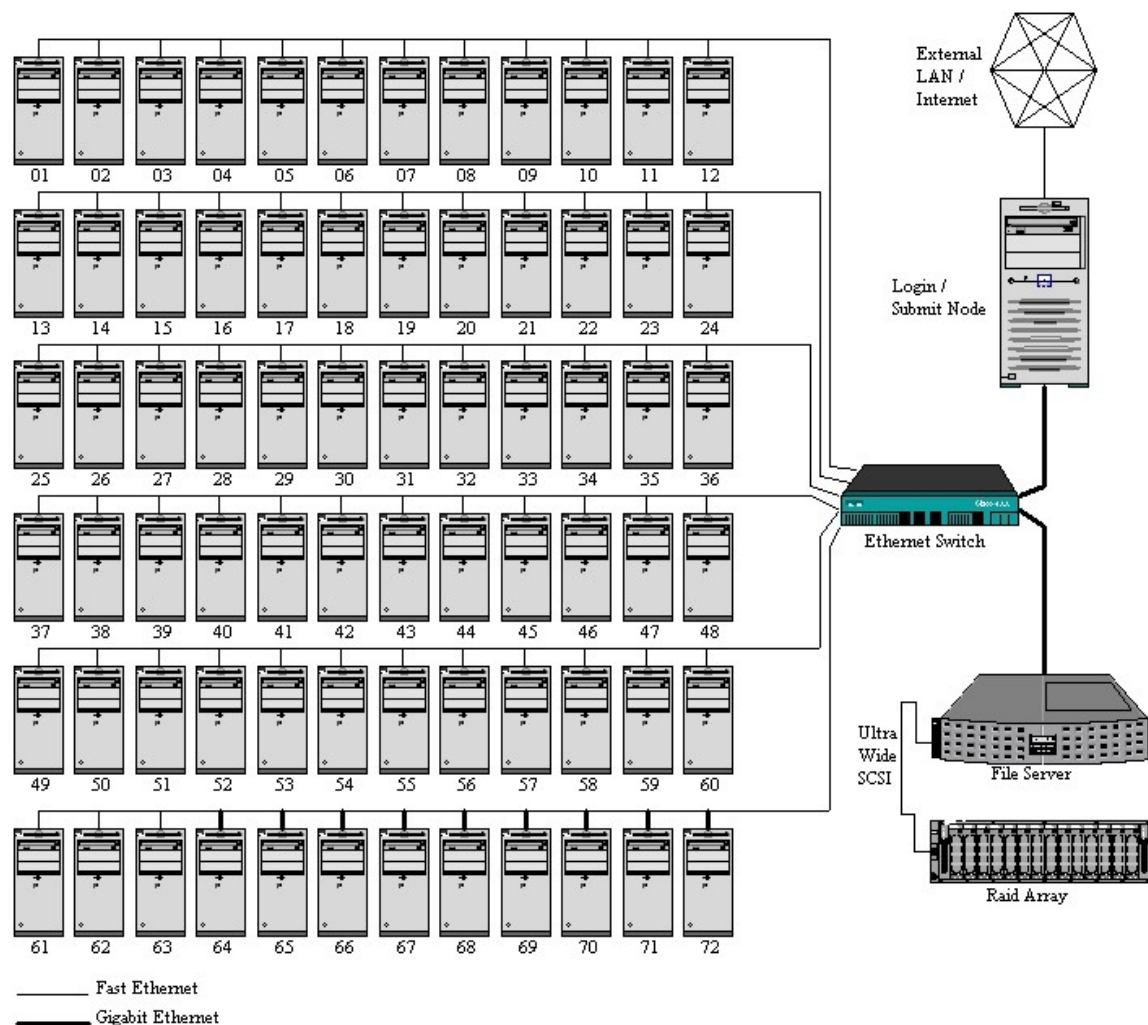 External
LAN /
Internet
01 02 03 04 05 06 07 08 09 10 11 12
13 14 15 16 17 18 19 20 21 22 23 24
Login /
Submit Node
25 26 27 28 29 30 31 32 33 34 35 36
Ethernet Switch
37 38 39 40 41 42 43 44 45 46 47 48
Ultra
Wide
SCSI
File Server
49 50 51 52 53 54 55 56 57 58 59 60
Raid Array
61 62 63 64 65 66 67 68 69 70 71 72
Fast Ethernet
Gigabit Ethernet